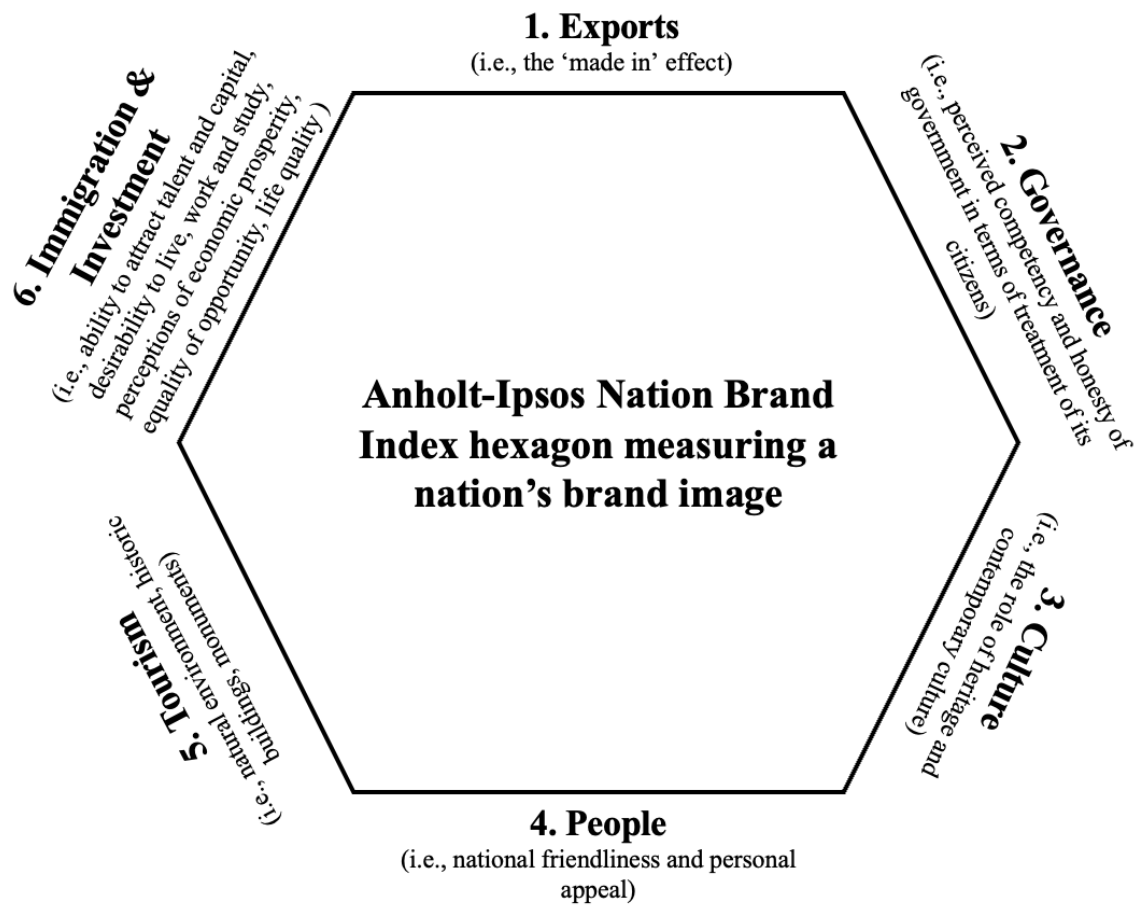 1. Exports
(i.e., the ‘made in’ effect)
2. Governance
(i.e., perceived competency and honesty of
government in terms of treatment of its
citizens)
3. Culture
(i.e., the role of heritage and
contemporary culture)
4. People
(i.e., national friendliness and personal
appeal)
5. Tourism
(i.e., natural environment, historic
buildings, monuments)
6. Immigration &
Investment
(i.e., ability to attract talent and capital,
desirability to live, work and study,
perceptions of economic prosperity,
equality of opportunity, life quality )
Anholt-Ipsos Nation Brand
Index hexagon measuring a
nation’s brand image